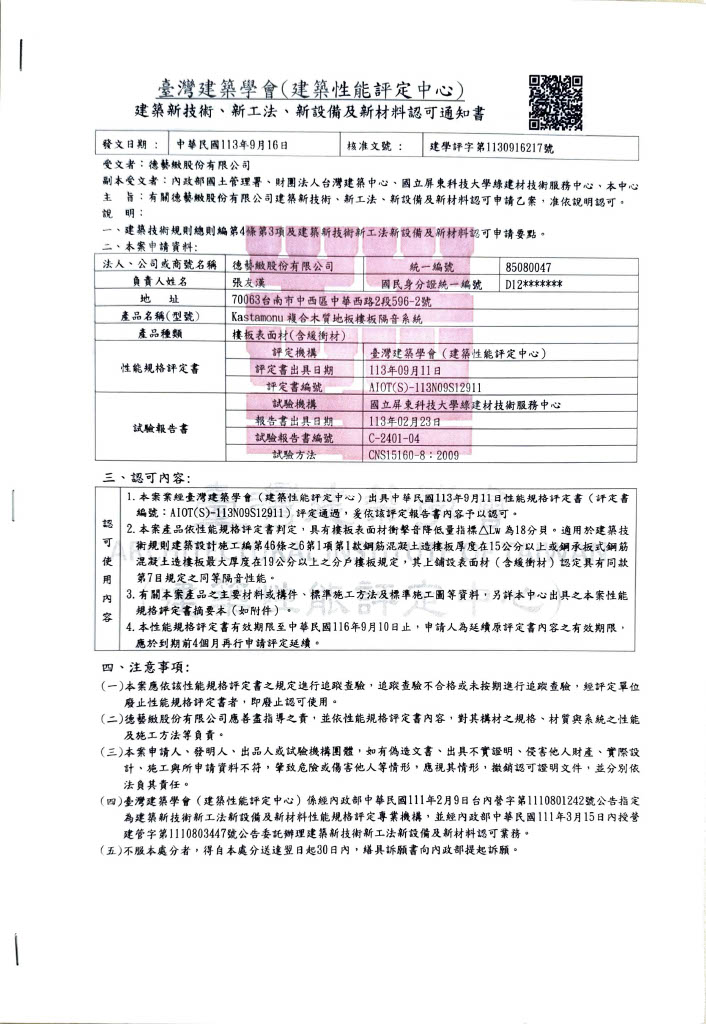 臺灣建築學會(建築性能評定中心)
建築新技術、新工法、新設備及新材料認可通知書
發文日期： 中華民國113年9月16日 核准文號： 建學評字第1130916217號
受文者：德藝緻股份有限公司
副本受文者：內政部國土管理署、財團法人台灣建築中心、國立屏東科技大學綠建材技術服務中心、本中心
主 旨：有關德藝緻股份有限公司建築新技術、新工法、新設備及新材料認可申請乙案，准依說明認可。
說 明：
一、建築技術規則總則編第4條第3項及建築新技術新工法新設備及新材料認可申請要點。
二、本案申請資料：
法人、公司或商號名稱 德藝緻股份有限公司 統一編號 85080047
負責人姓名 張友漢 國民身分證統一編號 D12*******
地 址 70063台南市中西區中華西路2段596-2號
產品名稱(型號) Kastamonu 複合木質地板樓板隔音系統
產品種類 樓板表面材(含緩衝材)
性能規格評定書 評定機構 臺灣建築學會（建築性能評定中心）
評定書出具日期 113年09月11日
評定書編號 AIOT(S)-113N09S12911
試驗報告書 試驗機構 國立屏東科技大學綠建材技術服務中心
報告書出具日期 113年02月23日
試驗報告書編號 C-2401-04
試驗方法 CNS15160-8：2009
三、認可內容：
認可使用內容
1.本案業經臺灣建築學會（建築性能評定中心）出具中華民國113年9月11日性能規格評定書（評定書
編號：AIOT(S)-113N09S12911）評定通過，爰依該評定報告書內容予以認可。
2.本案產品依性能規格評定書判定，具有樓板表面材衝擊音降低量指標△Lw為18分貝。適用於建築技
術規則建築設計施工編第46條之6第1項第1款鋼筋混凝土造樓板厚度在15公分以上或鋼承板式鋼筋
混凝土造樓板最大厚度在19公分以上之分戶樓板規定，其上鋪設表面材（含緩衝材）認定具有同款
第7目規定之同等隔音性能。
3.有關本案產品之主要材料或構件、標準施工方法及標準施工圖等資料，另詳本中心出具之本案性能
規格評定書摘要本（如附件）。
4.本性能規格評定書有效期限至中華民國116年9月10日止，申請人為延續原評定書內容之有效期限，
應於到期前4個月再行申請評定延續。
四、注意事項：
(一)本案應依該性能規格評定書之規定進行追蹤查驗，追蹤查驗不合格或未按期進行追蹤查驗，經評定單位
廢止性能規格評定書者，即廢止認可使用。
(二)德藝緻股份有限公司應善盡指導之責，並依性能規格評定書內容，對其構材之規格、材質與系統之性能
及施工方法等負責。
(三)本案申請人、發明人、出品人或試驗機構團體，如有偽造文書、出具不實證明、侵害他人財產、實際設
計、施工與所申請資料不符，肇致危險或傷害他人等情形，應視其情形，撤銷認可證明文件，並分別依
法負其責任。
(四)臺灣建築學會（建築性能評定中心）係經內政部中華民國111年2月9日台內營字第1110801242號公告指定
為建築新技術新工法新設備及新材料性能規格評定專業機構，並經內政部中華民國111年3月15日內授營
建管字第1110803447號公告委託辦理建築新技術新工法新設備及新材料認可業務。
(五)不服本處分者，得自本處分送達翌日起30日內，繕具訴願書向內政部提起訴願。